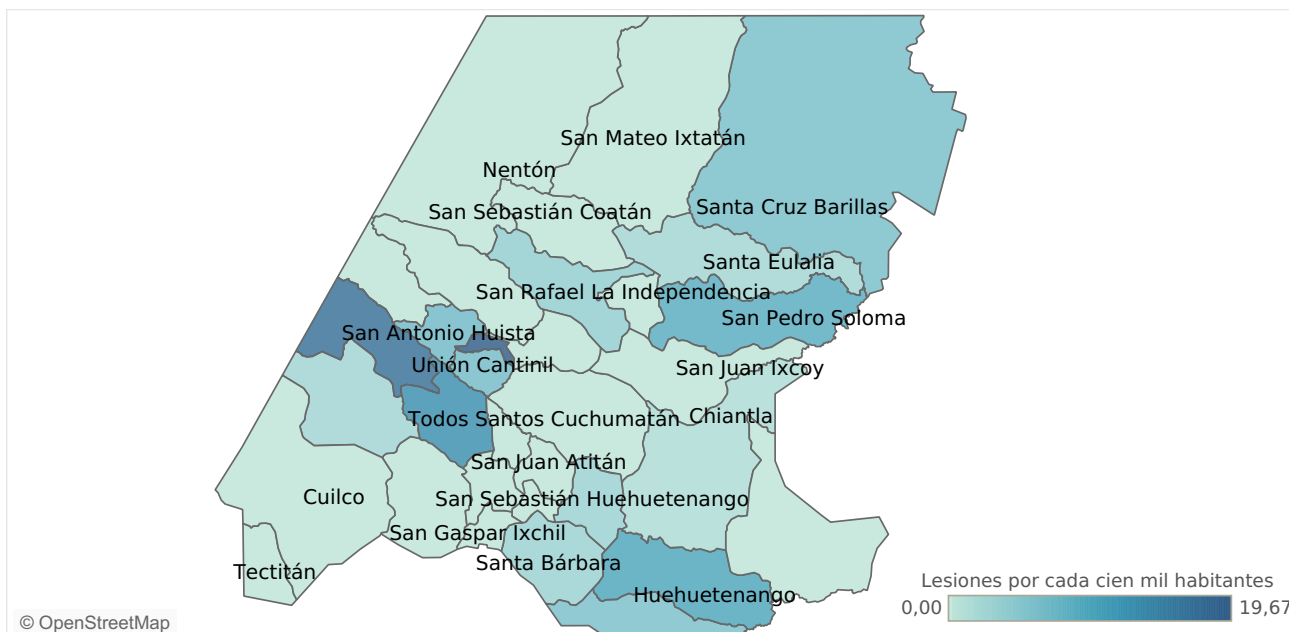 San Mateo Ixtatán
Nentón
Santa Cruz Barillas
San Sebastián Coatán
Santa Eulalia
San Rafael La Independencia
San Pedro Soloma
San Antonio Huista
Unión Cantinil
San Juan Ixcoy
Chiantla
Todos Santos Cuchumatán
San Juan Atitán
Cuilco
San Sebastián Huehuetenango
San Gaspar Ixchil
Santa Bárbara
Tectitán
Huehuetenango
Lesiones por cada cien mil habitantes
0,00
19,67
© OpenStreetMap